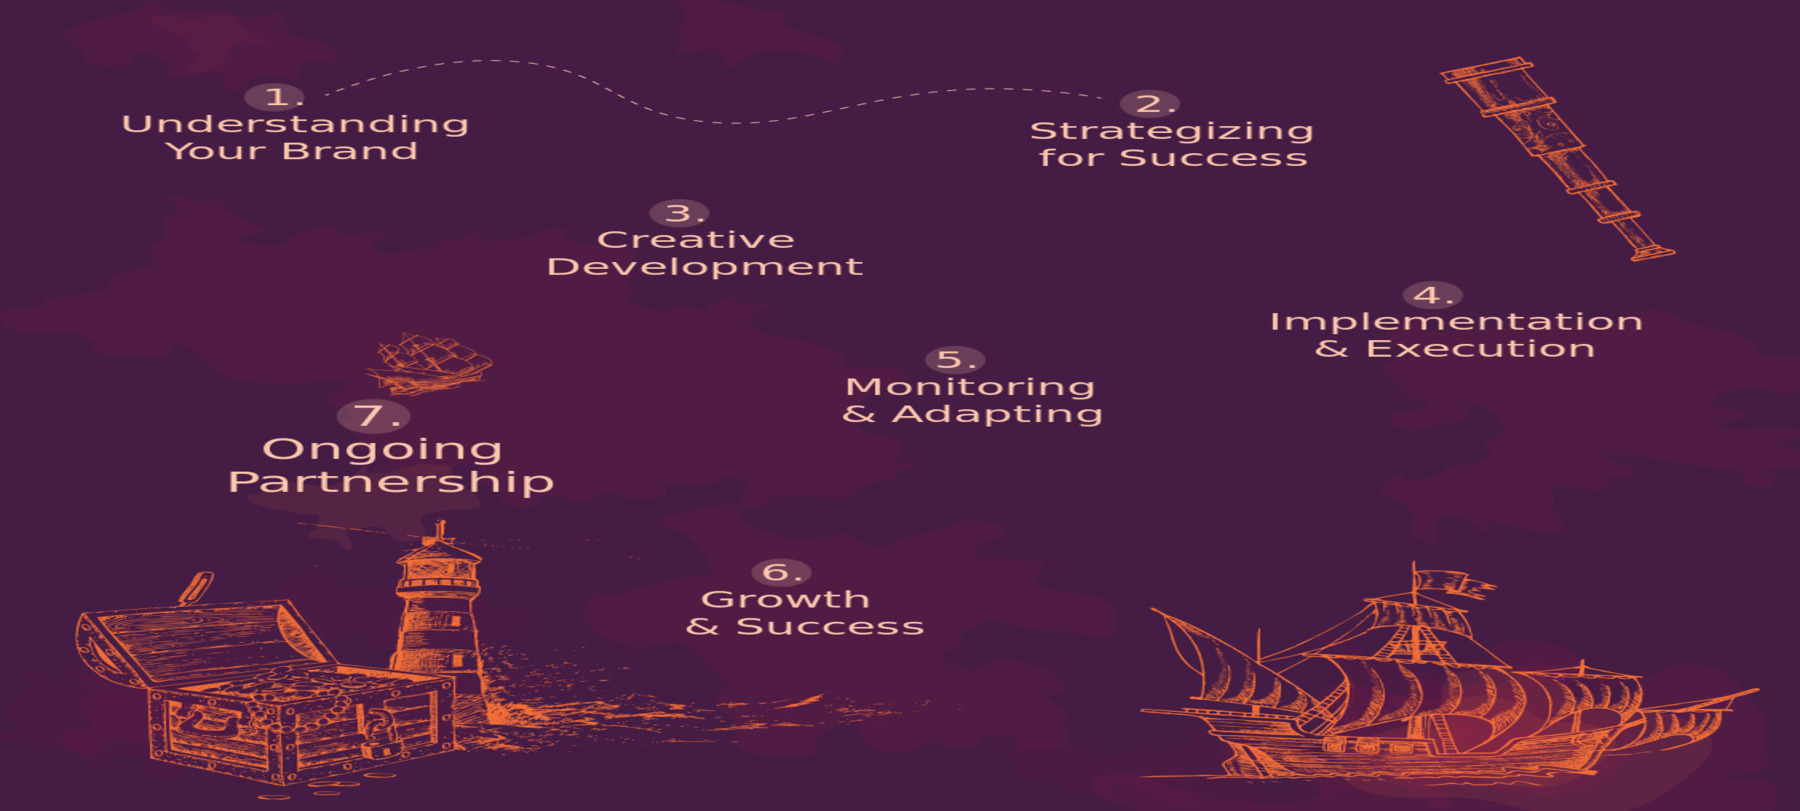 1.
Understanding
Your Brand
2.
Strategizing
for Success
3.
Creative
Development
4.
Implementation
& Execution
5.
Monitoring
& Adapting
6.
Growth
& Success
7.
Ongoing
Partnership